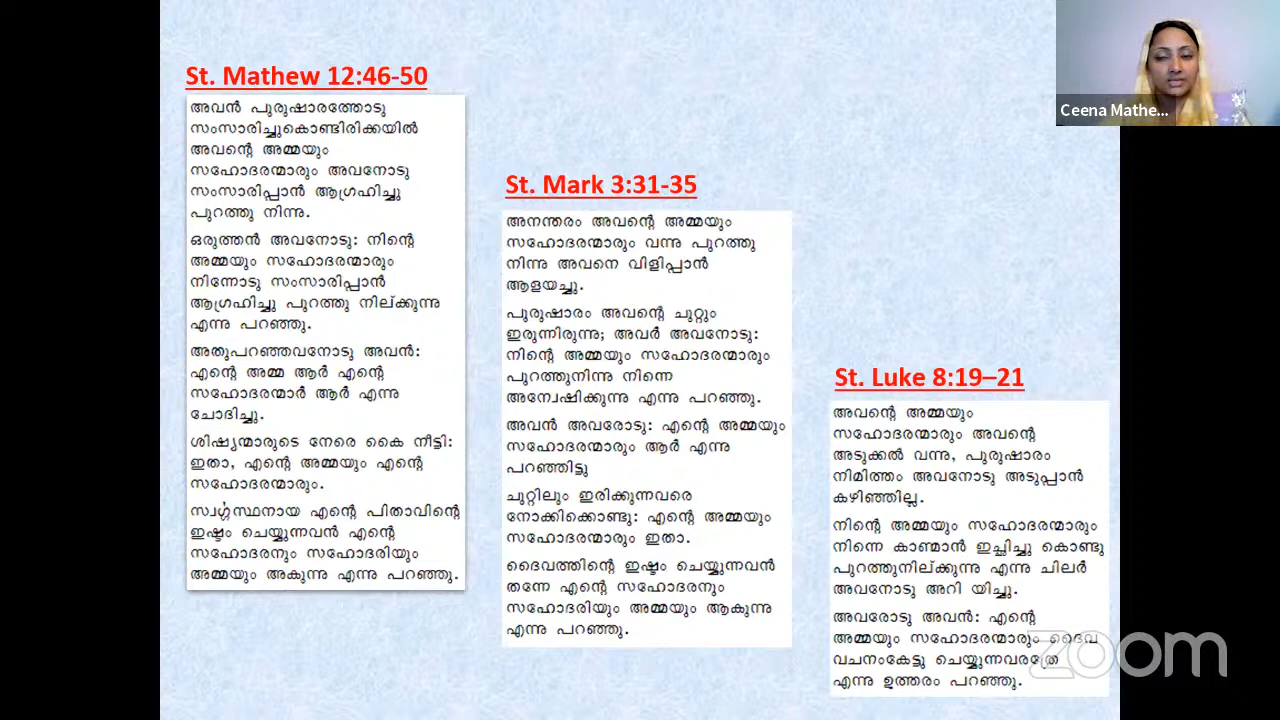 St. Mathew 12:46-50
അവൻ പുരുഷാരത്തോടു
സംസാരിച്ചുകൊണ്ടിരിക്കയിൽ
അവന്റെ അമ്മയും
സഹോദരന്മാരും അവനോടു
സംസാരിപ്പാൻ ആഗ്രഹിച്ചു
പുറത്തു നിന്നു.
ഒരുത്തൻ അവനോടു: നിന്റെ
അമ്മയും സഹോദരന്മാരും
നിന്നോടു സംസാരിപ്പാൻ
ആഗ്രഹിച്ചു പുറത്തു നില്ക്കുന്നു
എന്നു പറഞ്ഞു.
അതുപറഞ്ഞവനോടു അവൻ:
എന്റെ അമ്മ ആർ എന്റെ
സഹോദരന്മാർ ആർ എന്നു
ചോദിച്ചു.
ശിഷ്യന്മാരുടെ നേരെ കൈ നീട്ടി:
ഇതാ, എന്റെ അമ്മയും എന്റെ
സഹോദരന്മാരും.
സ്വർഗ്ഗസ്ഥനായ എന്റെ പിതാവിന്റെ
ഇഷ്ടം ചെയ്യുന്നവൻ എന്റെ
സഹോദരനും സഹോദരിയും
അമ്മയും അകുന്നു എന്നു പറഞ്ഞു.
St. Mark 3:31-35
അനന്തരം അവന്റെ അമ്മയും
സഹോദരന്മാരും വന്നു പുറത്തു
നിന്നു അവനെ വിളിപ്പാൻ
ആളയച്ചു.
പുരുഷാരം അവന്റെ ചുറ്റും
ഇരുന്നിരുന്നു; അവർ അവനോടു:
നിന്റെ അമ്മയും സഹോദരന്മാരും
പുറത്തുനിന്നു നിന്നെ
അന്വേഷിക്കുന്നു എന്നു പറഞ്ഞു.
അവൻ അവരോടു: എന്റെ അമ്മയും
സഹോദരന്മാരും ആർ എന്നു
പറഞ്ഞിട്ടു
ചുറ്റിലും ഇരിക്കുന്നവരെ
നോക്കിക്കൊണ്ടു: എന്റെ അമ്മയും
സഹോദരന്മാരും ഇതാ.
ദൈവത്തിന്റെ ഇഷ്ടം ചെയ്യുന്നവൻ
തന്നേ എന്റെ സഹോദരനും
സഹോദരിയും അമ്മയും ആകുന്നു
എന്നു പറഞ്ഞു.
St. Luke 8:19–21
അവന്റെ അമ്മയും
സഹോദരന്മാരും അവന്റെ
അടുക്കൽ വന്നു, പുരുഷാരം
നിമിത്തം അവനോടു അടുപ്പാൻ
കഴിഞ്ഞില്ല.
നിന്റെ അമ്മയും സഹോദരന്മാരും
നിന്നെ കാണ്മാൻ ഇച്ഛിച്ചു കൊണ്ടു
പുറത്തുനില്ക്കുന്നു എന്നു ചിലർ
അവനോടു അറി യിച്ചു.
അവരോടു അവൻ: എന്റെ
അമ്മയും സഹോദരന്മാരും ദൈവ
വചനംകേട്ടു ചെയ്യുന്നവരത്രേ
എന്നു ഉത്തരം പറഞ്ഞു.
Ceena Mathe...
zoom